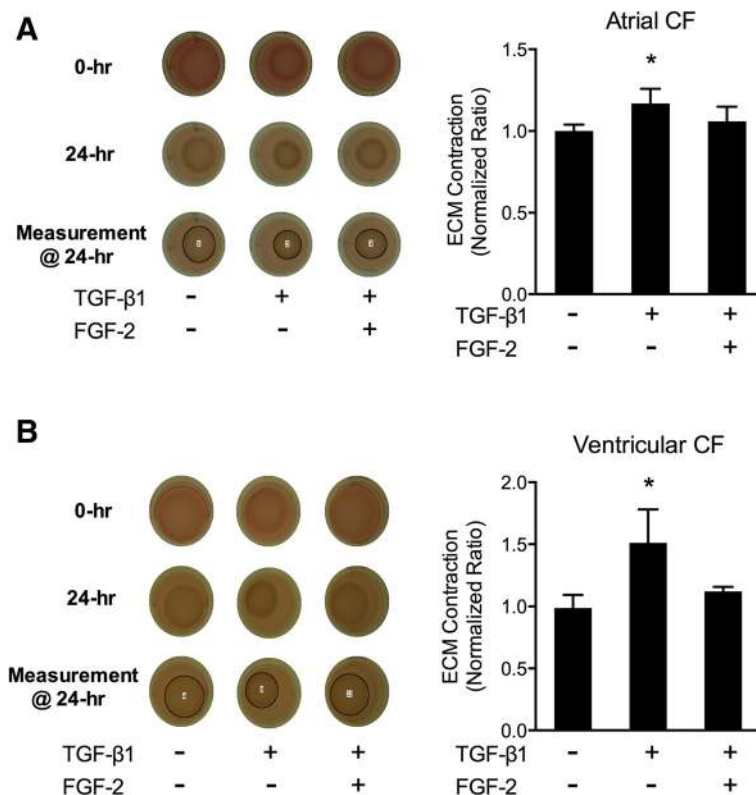 A
0-hr
24-hr
Measurement
@ 24-hr
TGF-β1 - + +
FGF-2 - - +
Atrial CF
ECM Contraction
(Normalized Ratio)
1.5
*
1.0
0.5
0.0
TGF-β1 - + +
FGF-2 - - +
B
0-hr
24-hr
Measurement
@ 24-hr
TGF-β1 - + +
FGF-2 - - +
Ventricular CF
ECM Contraction
(Normalized Ratio)
2.0
*
1.5
1.0
0.5
0.0
TGF-β1 - + +
FGF-2 - - +